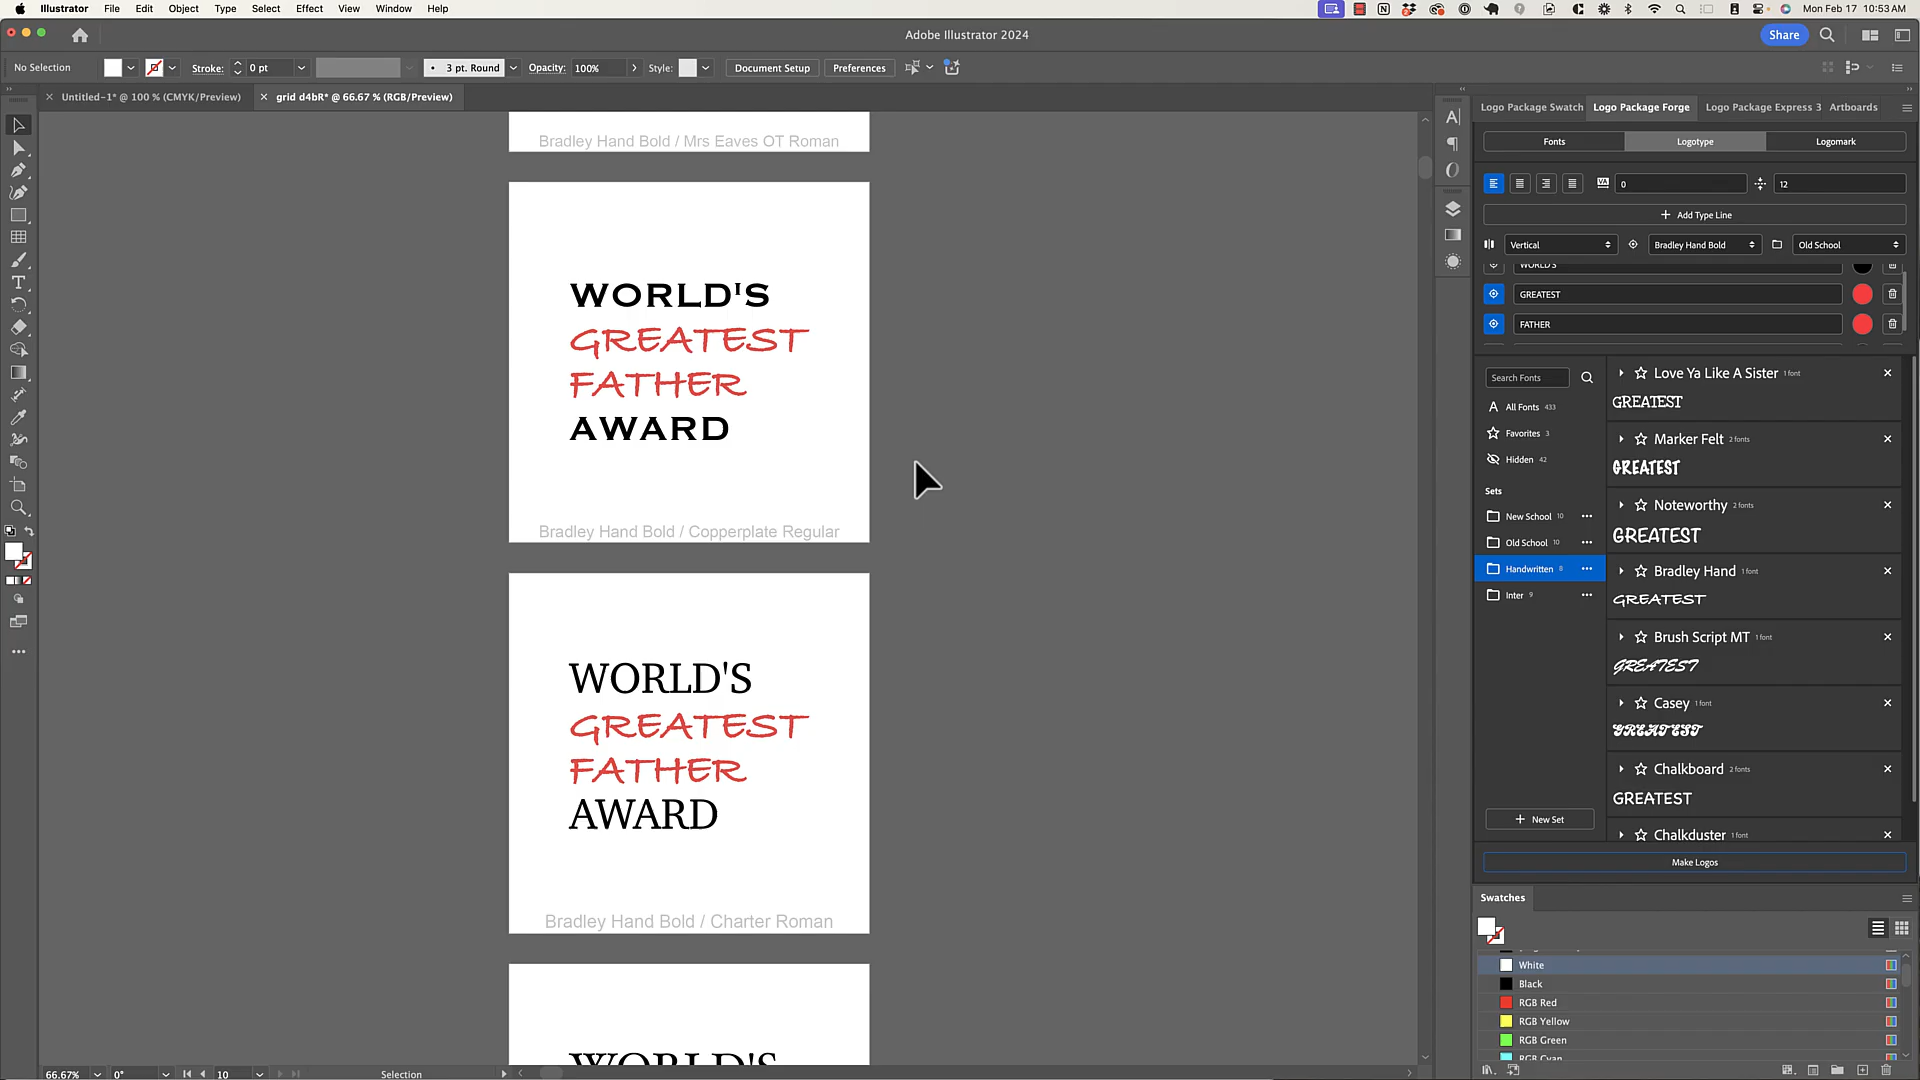 Illustrator File Edit Object Type Select Effect View Window Help
Mon Feb 17 10:53 AM
Adobe Illustrator 2024
Share
No Selection
Stroke: 0 pt
3 pt. Round
Opacity: 100%
Style:
Document Setup
Preferences
Untitled-1* @ 100 % (CMYK/Preview)
grid d4bR* @ 66.67 % (RGB/Preview)
Bradley Hand Bold / Mrs Eaves OT Roman
WORLD'S
GREATEST
FATHER
AWARD
Bradley Hand Bold / Copperplate Regular
WORLD'S
GREATEST
FATHER
AWARD
Bradley Hand Bold / Charter Roman
WORLD'S
66.67% 0° 10 Selection
Logo Package Swatch
Logo Package Forge
Logo Package Express 3
Artboards
Fonts
Logotype
Logomark
0
12
+ Add Type Line
Vertical
Bradley Hand Bold
Old School
WORLD'S
GREATEST
FATHER
Search Fonts
All Fonts 433
Favorites 3
Hidden 42
Sets
New School 10
Old School 10
Handwritten 8
Inter 9
+ New Set
Love Ya Like A Sister 1 font
GREATEST
Marker Felt 2 fonts
GREATEST
Noteworthy 2 fonts
GREATEST
Bradley Hand 1 font
GREATEST
Brush Script MT 1 font
GREATEST
Casey 1 font
GREATEST
Chalkboard 2 fonts
GREATEST
Chalkduster 1 font
Make Logos
Swatches
White
Black
RGB Red
RGB Yellow
RGB Green
RGB Cyan